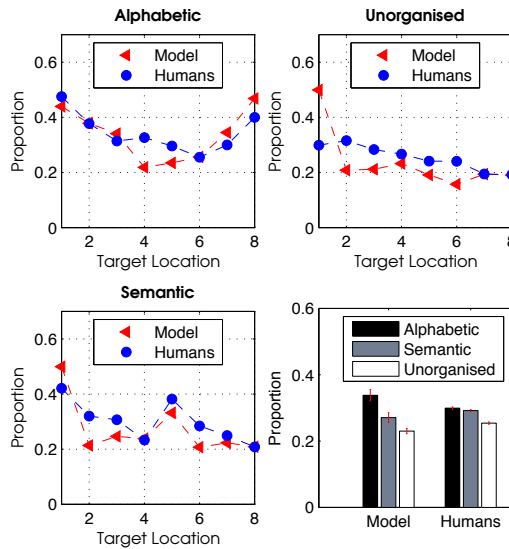 Alphabetic
0.6
0.4
0.2
0
Proportion
Model
Humans
2 4 6 8
Target Location
Unorganised
0.6
0.4
0.2
0
Proportion
Model
Humans
2 4 6 8
Target Location
Semantic
0.6
0.4
0.2
0
Proportion
Model
Humans
2 4 6 8
Target Location
0.6
0.4
0.2
0
Proportion
Alphabetic
Semantic
Unorganised
Model Humans